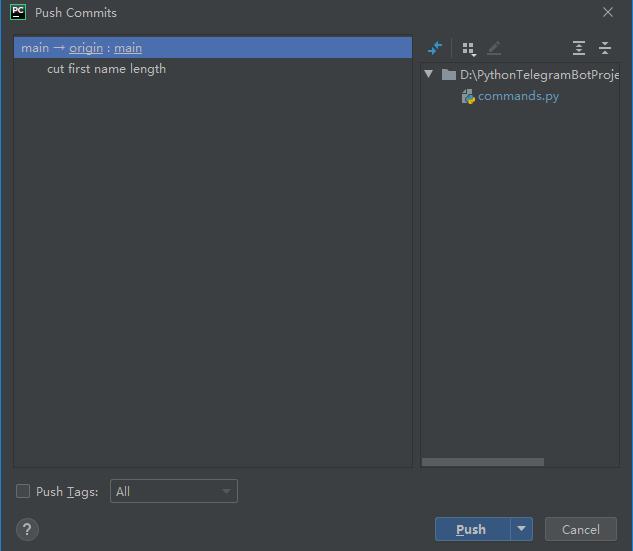 PC Push Commits
main → origin : main
cut first name length
D:\PythonTelegramBotProje
commands.py
Push Tags: All
? Push Cancel